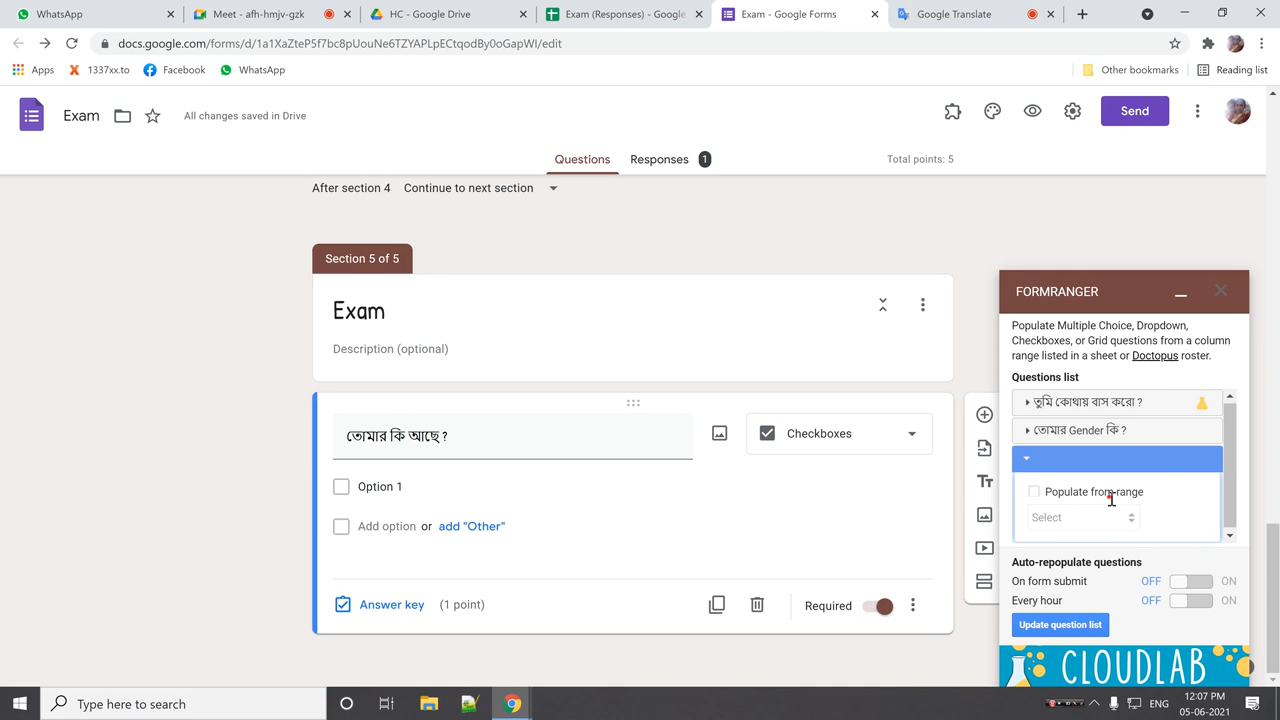 WhatsApp
Meet - afh-hmjv-gzk
HC - Google Drive
Exam (Responses) - Google
Exam - Google Forms
Google Translate
docs.google.com/forms/d/1a1XaZteP5f7bc8pUouNe6TZYAPLpECtqodBy0oGapWI/edit
Apps
1337xx.to
Facebook
WhatsApp
Other bookmarks
Reading list
Exam
All changes saved in Drive
Send
Questions
Responses
1
Total points: 5
After section 4
Continue to next section
Section 5 of 5
Exam
Description (optional)
তোমার কি আছে ?
Checkboxes
Option 1
Add option or add "Other"
Answer key
(1 point)
Required
FORMRANGER
Populate Multiple Choice, Dropdown,
Checkboxes, or Grid questions from a column
range listed in a sheet or Doctopus roster.
Questions list
তুমি কোথায় বাস করো ?
তোমার Gender কি ?
Populate from range
Select
Auto-repopulate questions
On form submit OFF ON
Every hour OFF ON
Update question list
CLOUDLAB
Type here to search
ENG
12:07 PM
05-06-2021